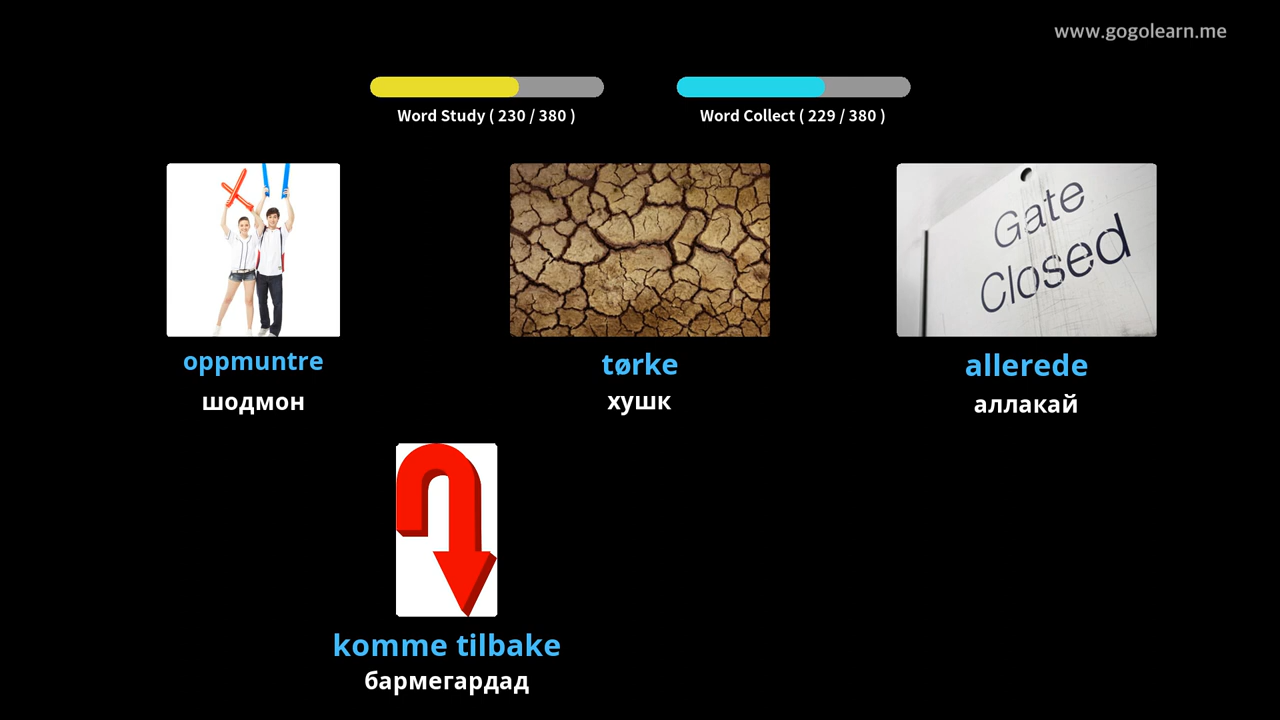 www.gogolearn.me
Word Study ( 230 / 380 )
Word Collect ( 229 / 380 )
Gate
Closed
oppmuntre
шодмон
tørke
хушк
allerede
аллакай
komme tilbake
бармегардад